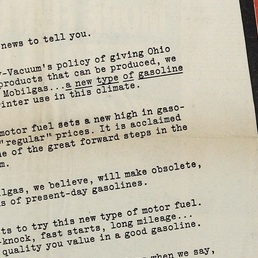 news to tell you.
y-Vacuum's policy of giving Ohio
products that can be produced, we
Mobilgas...a new type of gasoline
inter use in this climate.
motor fuel sets a new high in gaso-
"regular" prices. It is acclaimed
e of the great forward steps in the
m.
lgas, we believe, will make obsolete,
s of present-day gasolines.
ts to try this new type of motor fuel.
-knock, fast starts, long mileage...
quality you value in a good gasoline.
when we say,